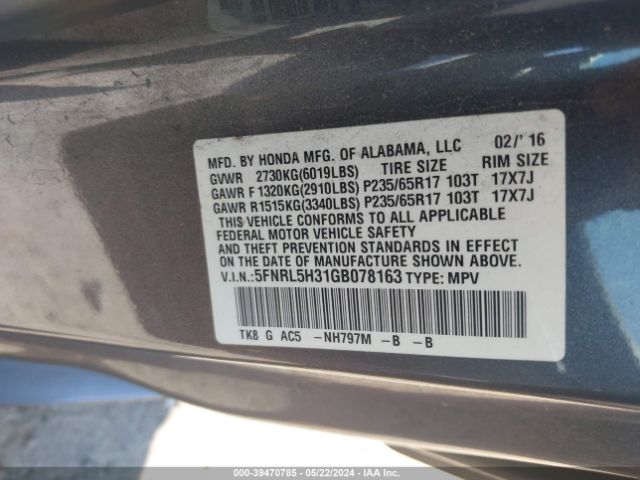 MFD. BY HONDA MFG. OF ALABAMA, LLC 02/' 16
GVWR 2730KG(6019LBS) TIRE SIZE RIM SIZE
GAWR F 1320KG(2910LBS) P235/65R17 103T 17X7J
GAWR R1515KG(3340LBS) P235/65R17 103T 17X7J
THIS VEHICLE CONFORMS TO ALL APPLICABLE
FEDERAL MOTOR VEHICLE SAFETY
AND THEFT PREVENTION STANDARDS IN EFFECT
ON THE DATE OF MANUFACTURE SHOWN ABOVE.
V.I.N.:5FNRL5H31GB078163 TYPE: MPV
TK8 G AC5 -NH797M -B -B
000-39470785 - 05/22/2024 - IAA Inc.